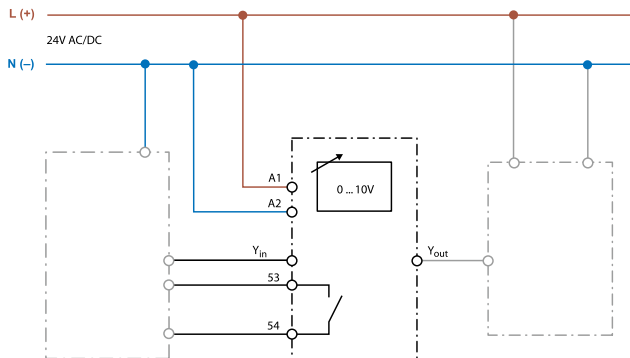 L (+)
24V AC/DC
N (–)
A1
0 ... 10V
A2
Yin
Yout
53
54